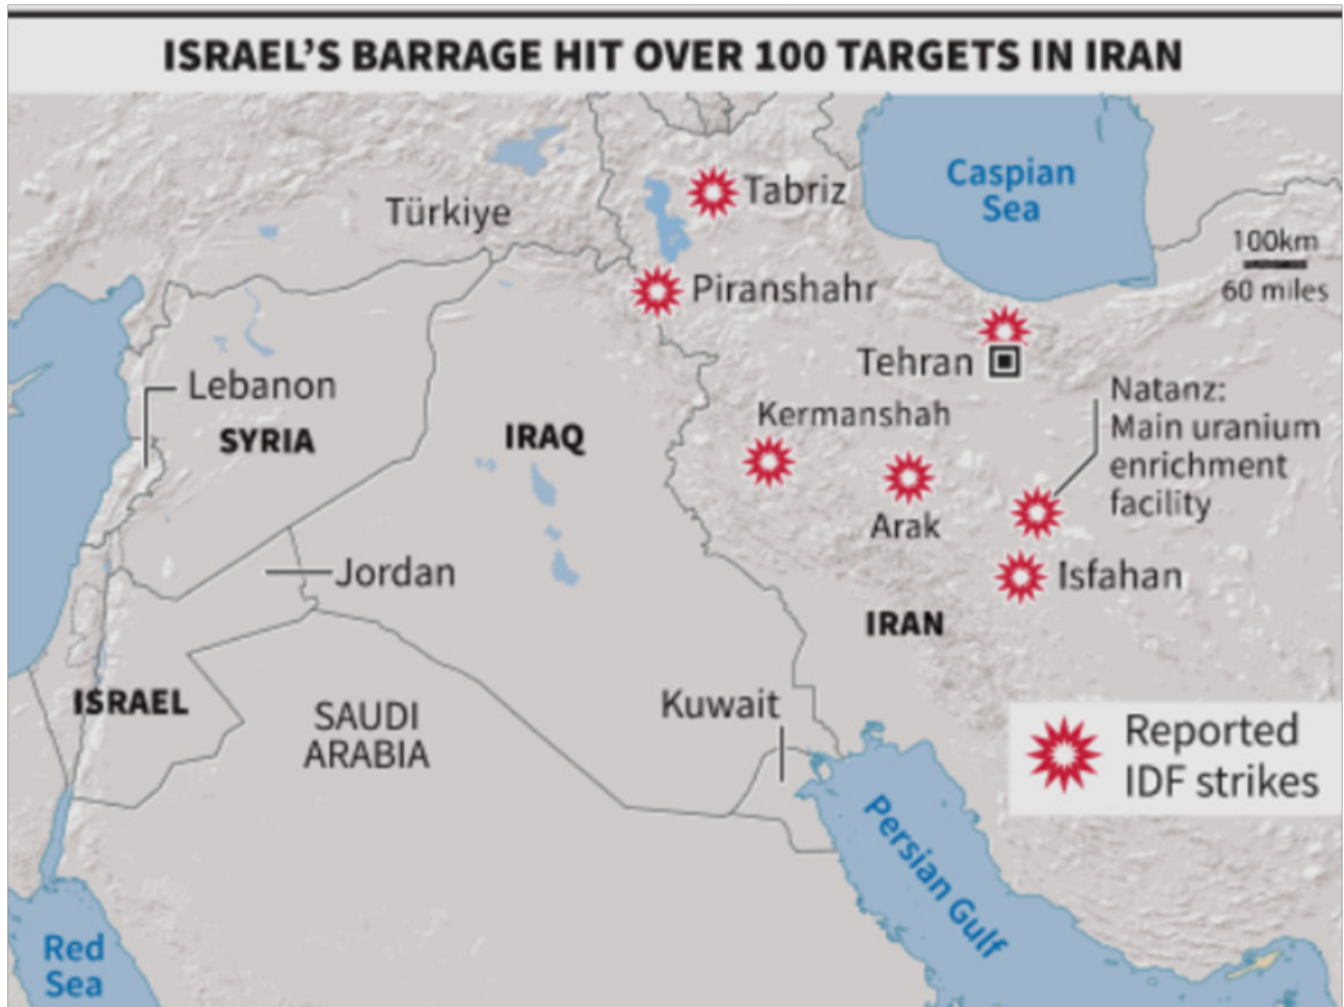 ISRAEL'S BARRAGE HIT OVER 100 TARGETS IN IRAN
Caspian
Sea
Tabriz
Türkiye
100km
60 miles
Piranshahr
Tehran
Lebanon
Natanz:
Main uranium
enrichment
facility
Kermanshah
SYRIA
IRAQ
Arak
Jordan
Isfahan
IRAN
ISRAEL
SAUDI
ARABIA
Kuwait
Reported
IDF strikes
Persian Gulf
Red
Sea